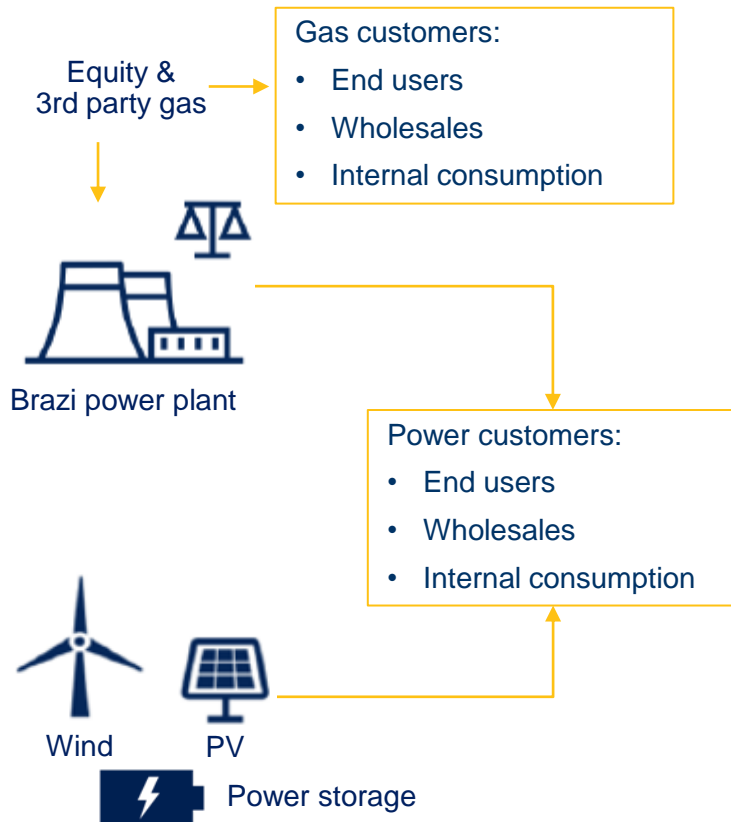 Equity &
3rd party gas
Gas customers:
• End users
• Wholesales
• Internal consumption
Brazi power plant
Power customers:
• End users
• Wholesales
• Internal consumption
Wind
PV
Power storage